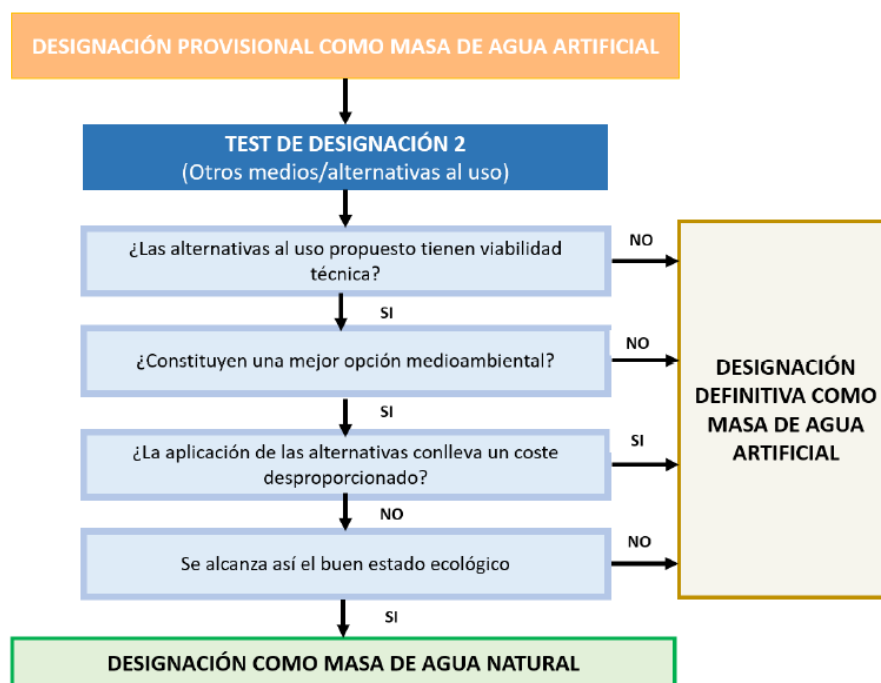 DESIGNACIÓN PROVISIONAL COMO MASA DE AGUA ARTIFICIAL
TEST DE DESIGNACIÓN 2
(Otros medios/alternativas al uso)
¿Las alternativas al uso propuesto tienen viabilidad
técnica?
NO
SI
¿Constituyen una mejor opción medioambiental?
NO
SI
¿La aplicación de las alternativas conlleva un coste
desproporcionado?
SI
NO
Se alcanza así el buen estado ecológico
NO
SI
DESIGNACIÓN
DEFINITIVA COMO
MASA DE AGUA
ARTIFICIAL
DESIGNACIÓN COMO MASA DE AGUA NATURAL